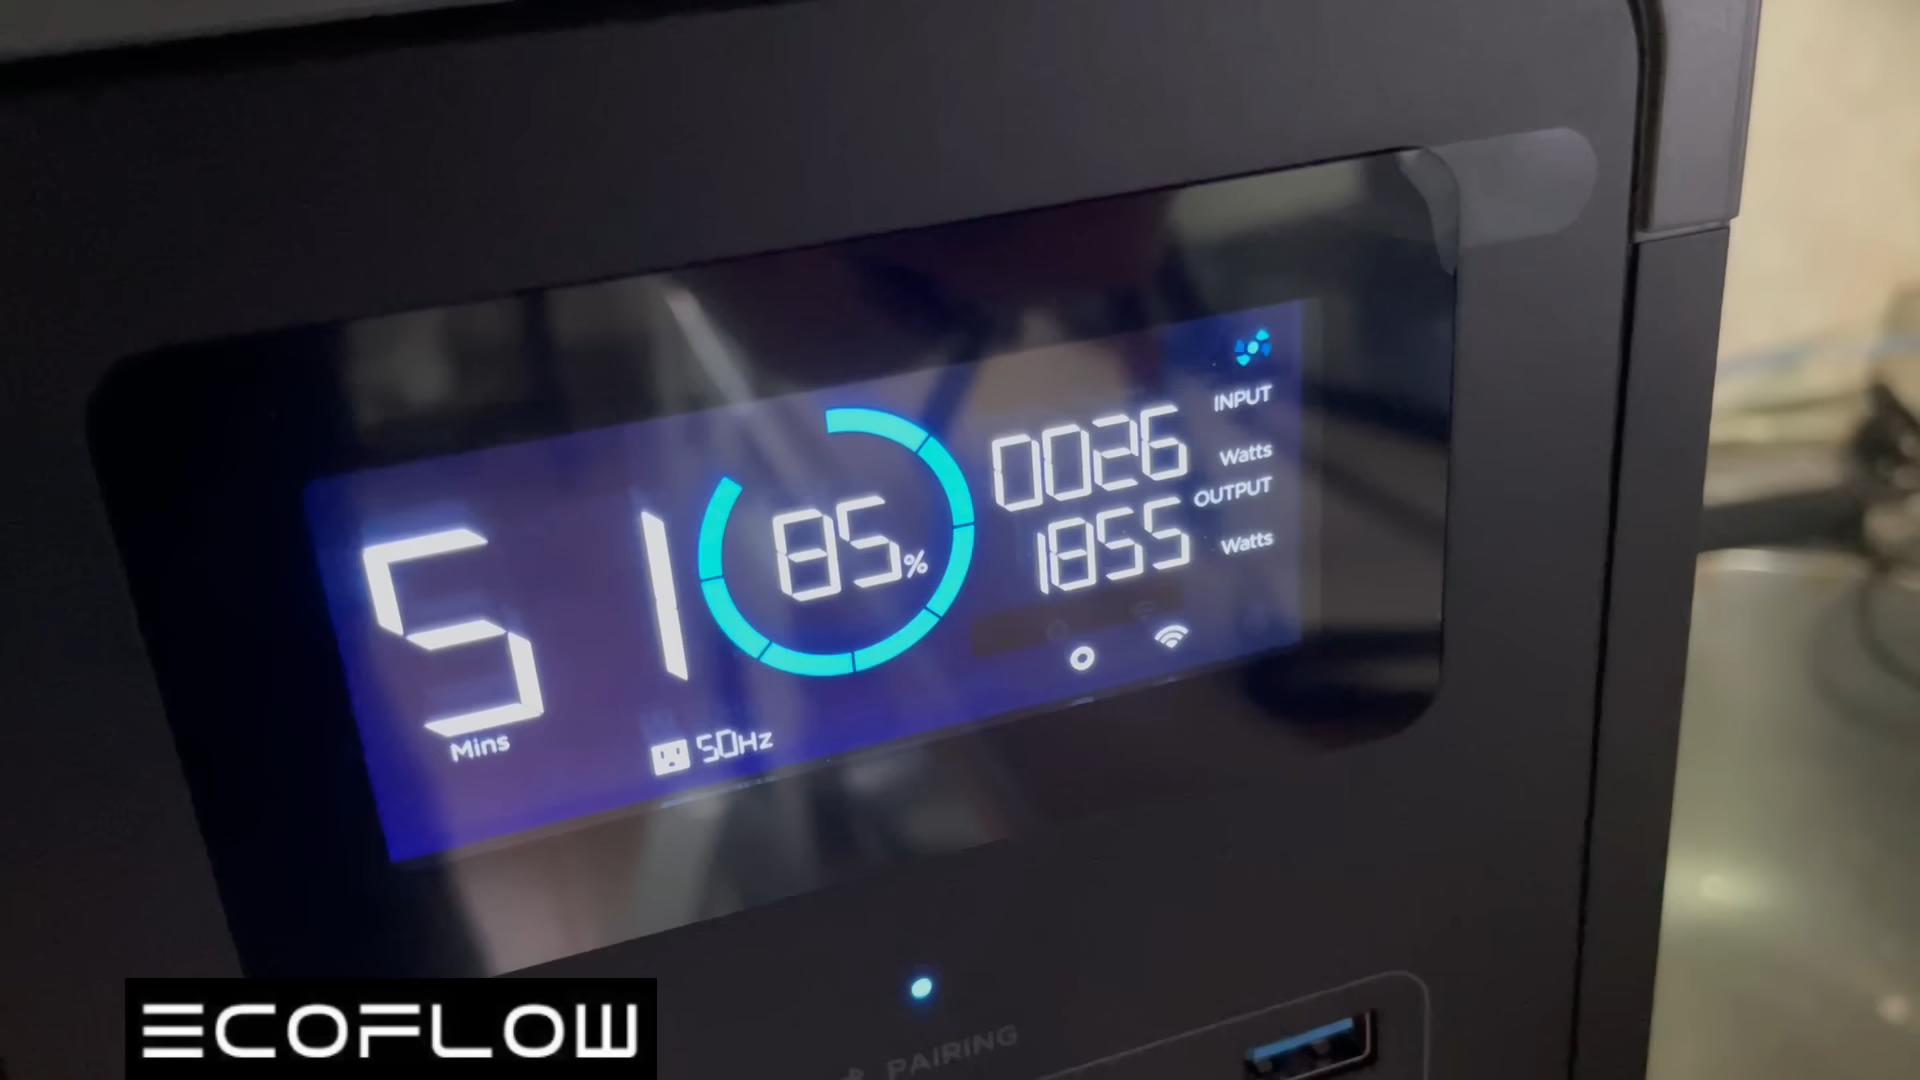 INPUT
0026 Watts
OUTPUT
1855 Watts
51
Mins
85%
50Hz
PAIRING
ECOFLOW